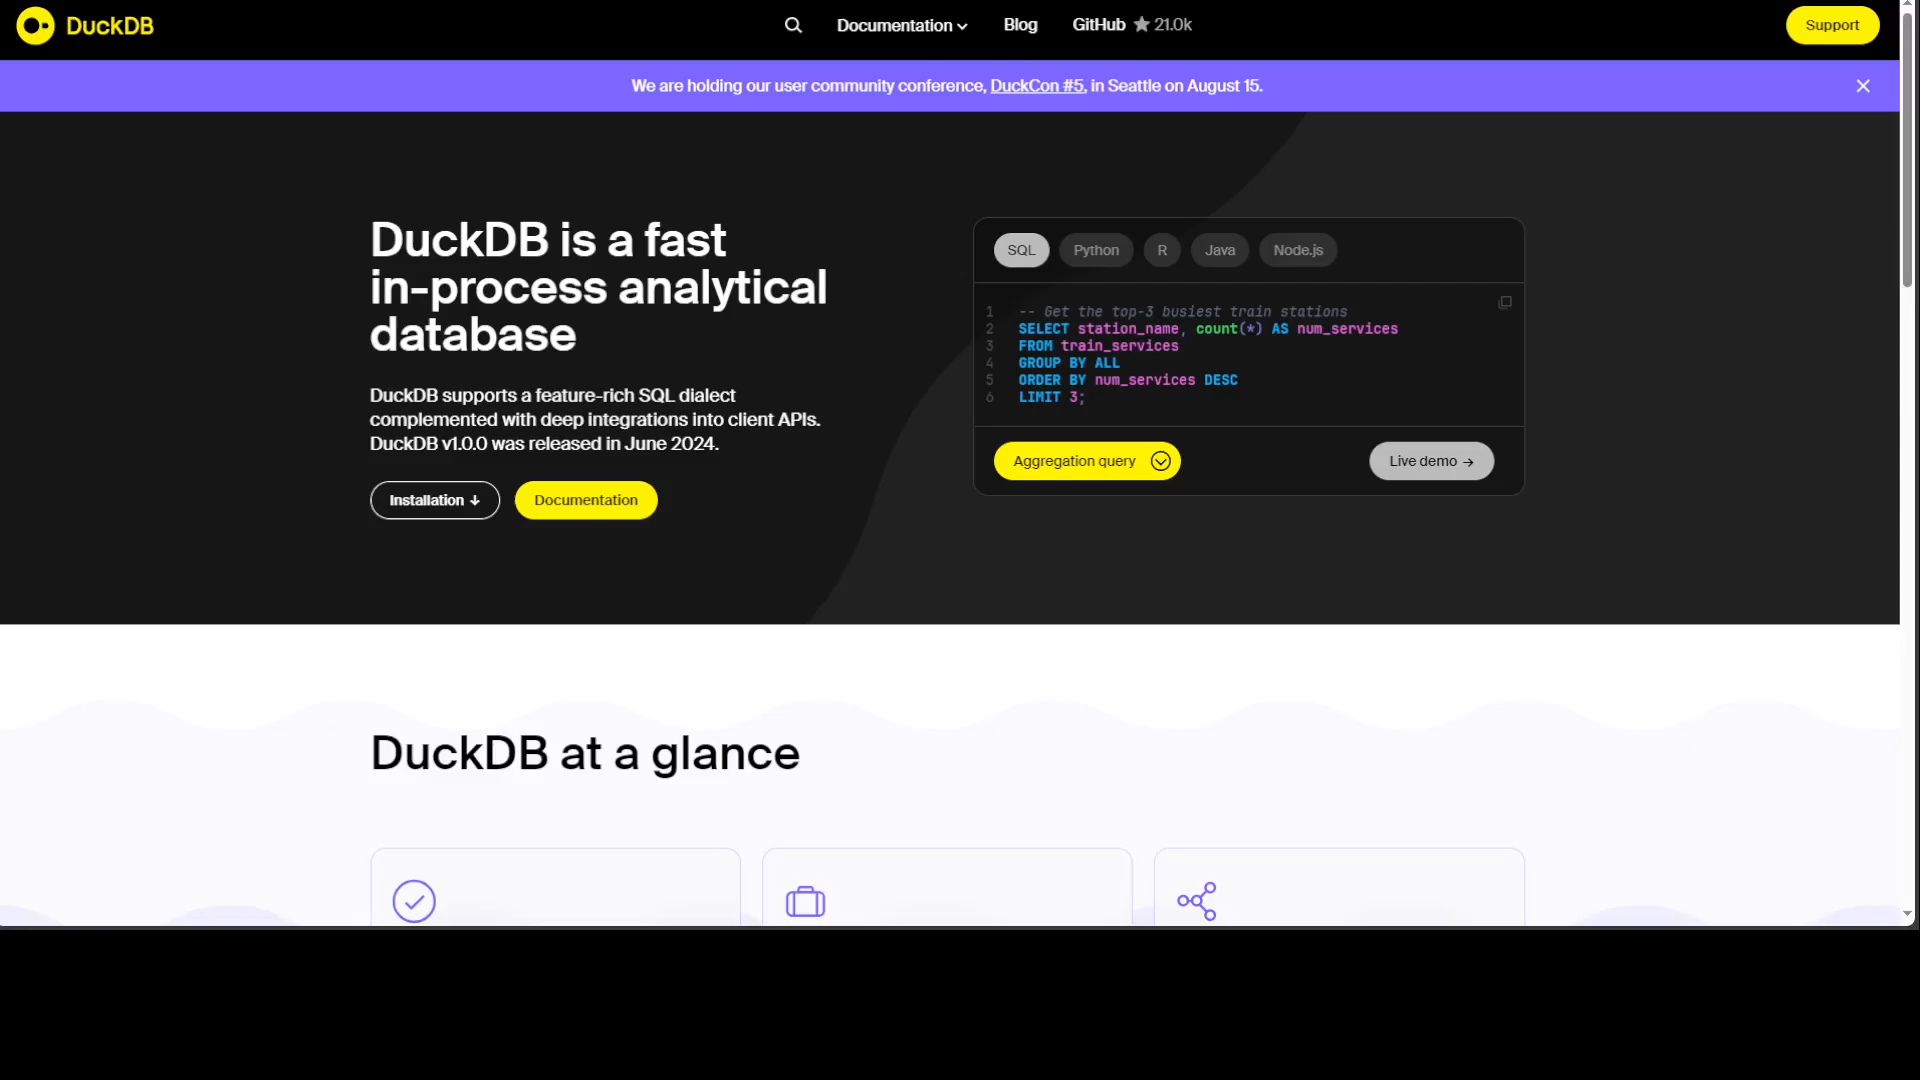 DuckDB
Documentation
Blog
GitHub ★ 21.0k
Support
We are holding our user community conference, DuckCon #5, in Seattle on August 15.
DuckDB is a fast
in-process analytical
database
DuckDB supports a feature-rich SQL dialect
complemented with deep integrations into client APIs.
DuckDB v1.0.0 was released in June 2024.
Installation ↓
Documentation
SQL
Python
R
Java
Node.js
1 -- Get the top-3 busiest train stations
2 SELECT station_name, count(*) AS num_services
3 FROM train_services
4 GROUP BY ALL
5 ORDER BY num_services DESC
6 LIMIT 3;
Aggregation query
Live demo →
DuckDB at a glance